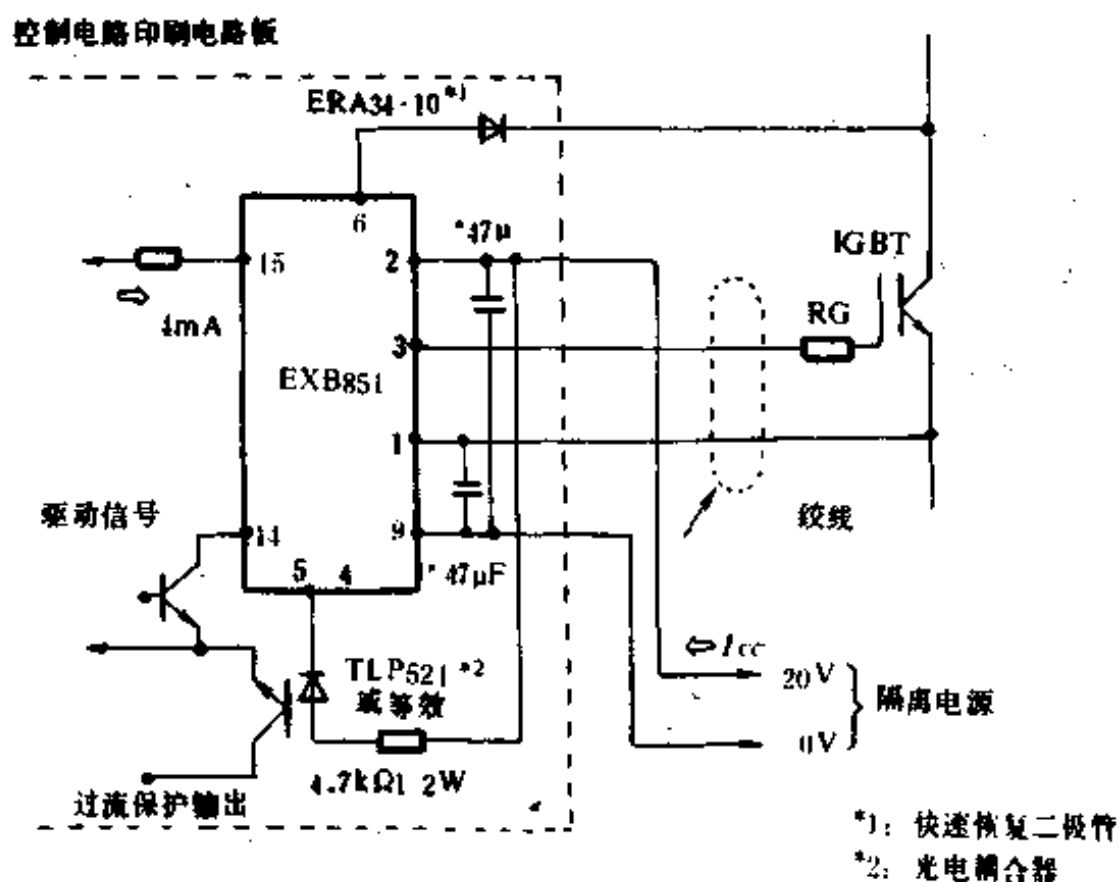 控制电路印刷电路板
ERA34-10*1
6
*47μ
15
2
IGBT
4mA
RG
3
EXB851
1
驱动信号
14
9
绞线
5 4
*47μF
TLP521 *2
或等效
Icc
20V
隔离电源
0V
4.7kΩ1 2W
过流保护输出
*1: 快速恢复二极管
*2: 光电耦合器